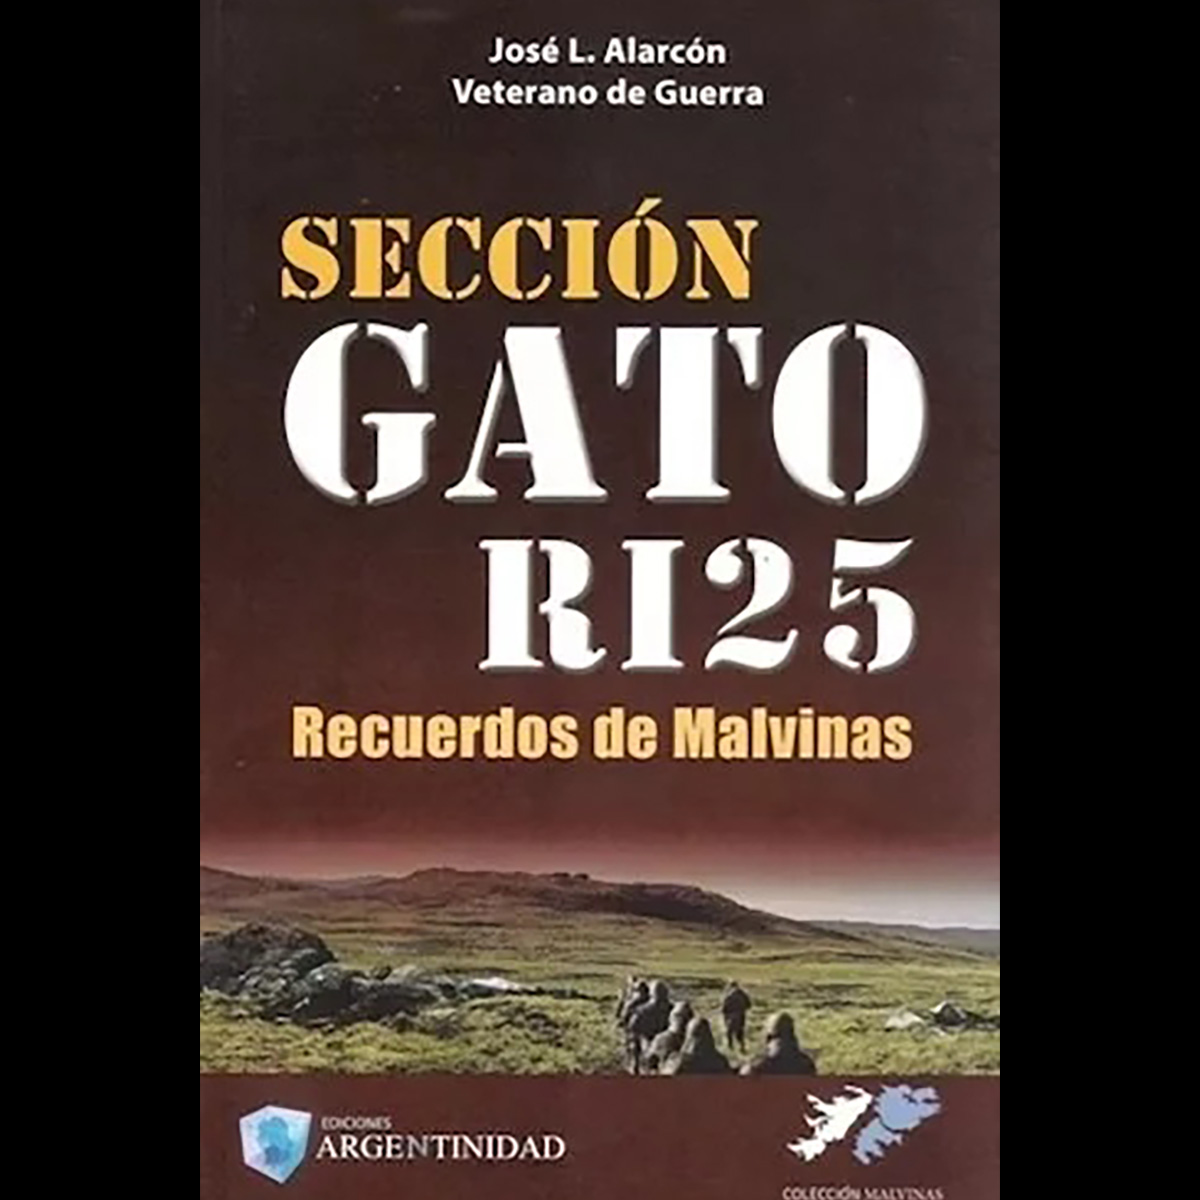 José L. Alarcón
Veterano de Guerra
SECCIÓN
GATO
RI25
Recuerdos de Malvinas
EDICIONES
ARGENTINIDAD
COLECCIÓN MALVINAS